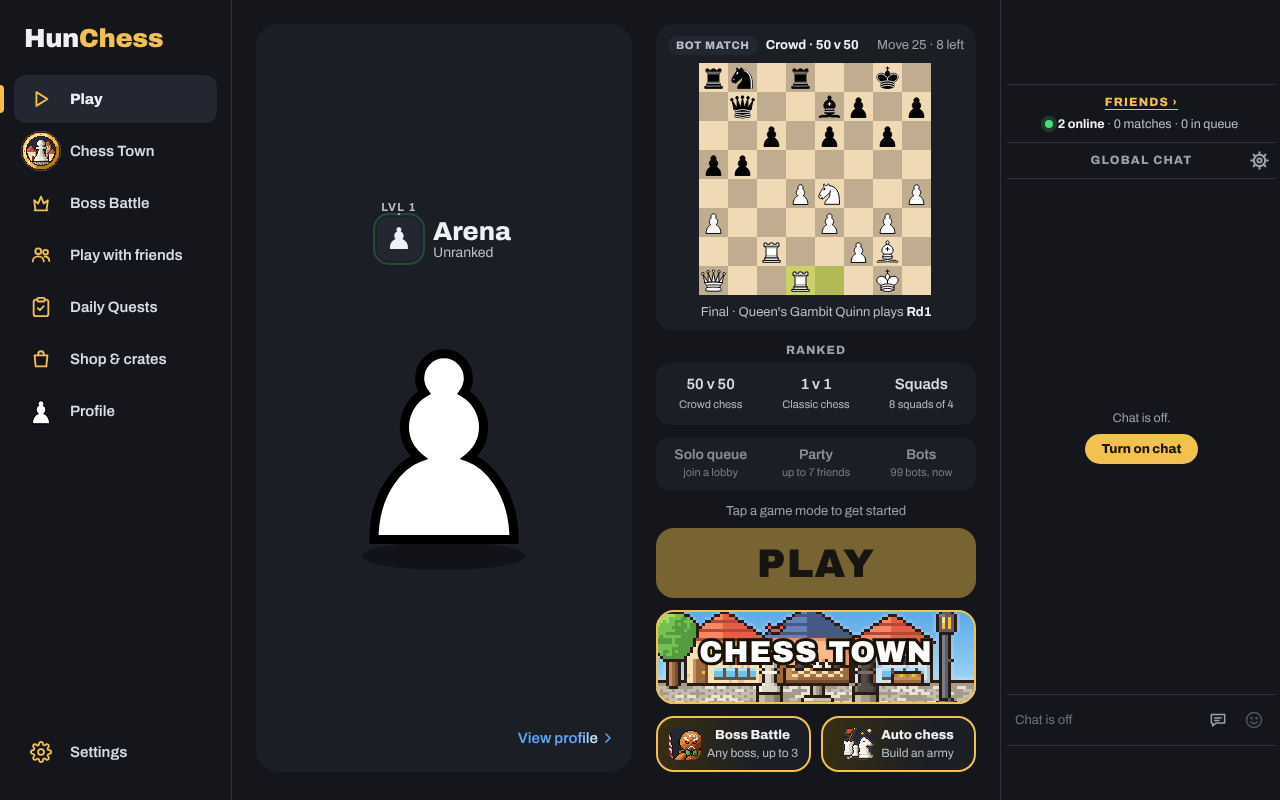 HunChess
Play
Chess Town
Boss Battle
Play with friends
Daily Quests
Shop & crates
Profile
Settings
LVL 1
Arena
Unranked
View profile ›
BOT MATCH Crowd · 50 v 50 Move 25 · 8 left
Final · Queen's Gambit Quinn plays Rd1
RANKED
50 v 50 1 v 1 Squads
Crowd chess Classic chess 8 squads of 4
Solo queue Party Bots
join a lobby up to 7 friends 99 bots, now
Tap a game mode to get started
PLAY
CHESS TOWN
Boss Battle
Any boss, up to 3
Auto chess
Build an army
FRIENDS ›
2 online · 0 matches · 0 in queue
GLOBAL CHAT
Chat is off.
Turn on chat
Chat is off